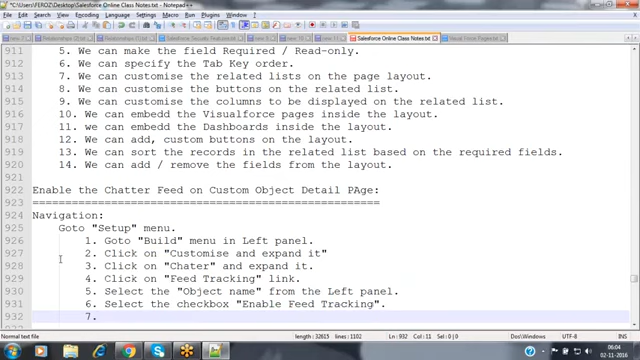 *C:\Users\FEROZ\Desktop\Salesforce Online Class Notes.txt - Notepad++
File Edit Search View Encoding Language Settings Macro Run Plugins Window ?
Salesforce Online Class Notes.txt
911 5. We can make the field Required / Read-only.
912 6. We can specify the Tab Key order.
913 7. We can customise the related lists on the page layout.
914 8. We can customise the buttons on the related list.
915 9. We can customise the columns to be displayed on the related list.
916 10. We can embedd the Visualforce pages inside the layout.
917 11. We can embedd the Dashboards inside the layout.
918 12. We can add, custom buttons on the layout.
919 13. We can sort the records in the related list based on the required fields.
920 14. We can add / remove the fields from the layout.
921
922 Enable the Chatter Feed on Custom Object Detail PAge:
923 =====================================================
924 Navigation:
925 Goto "Setup" menu.
926 1. Goto "Build" menu in Left panel.
927 2. Click on "Customise and expand it"
928 3. Click on "Chater" and expand it.
929 4. Click on "Feed Tracking" link.
930 5. Select the "Object name" from the Left panel.
931 6. Select the checkbox "Enable Feed Tracking".
932 7.
Normal text file length : 32615 lines : 1102 Ln : 932 Col : 11 Sel : 0 | 0 Dos\Windows UTF-8 INS
06:04
02-11-2016